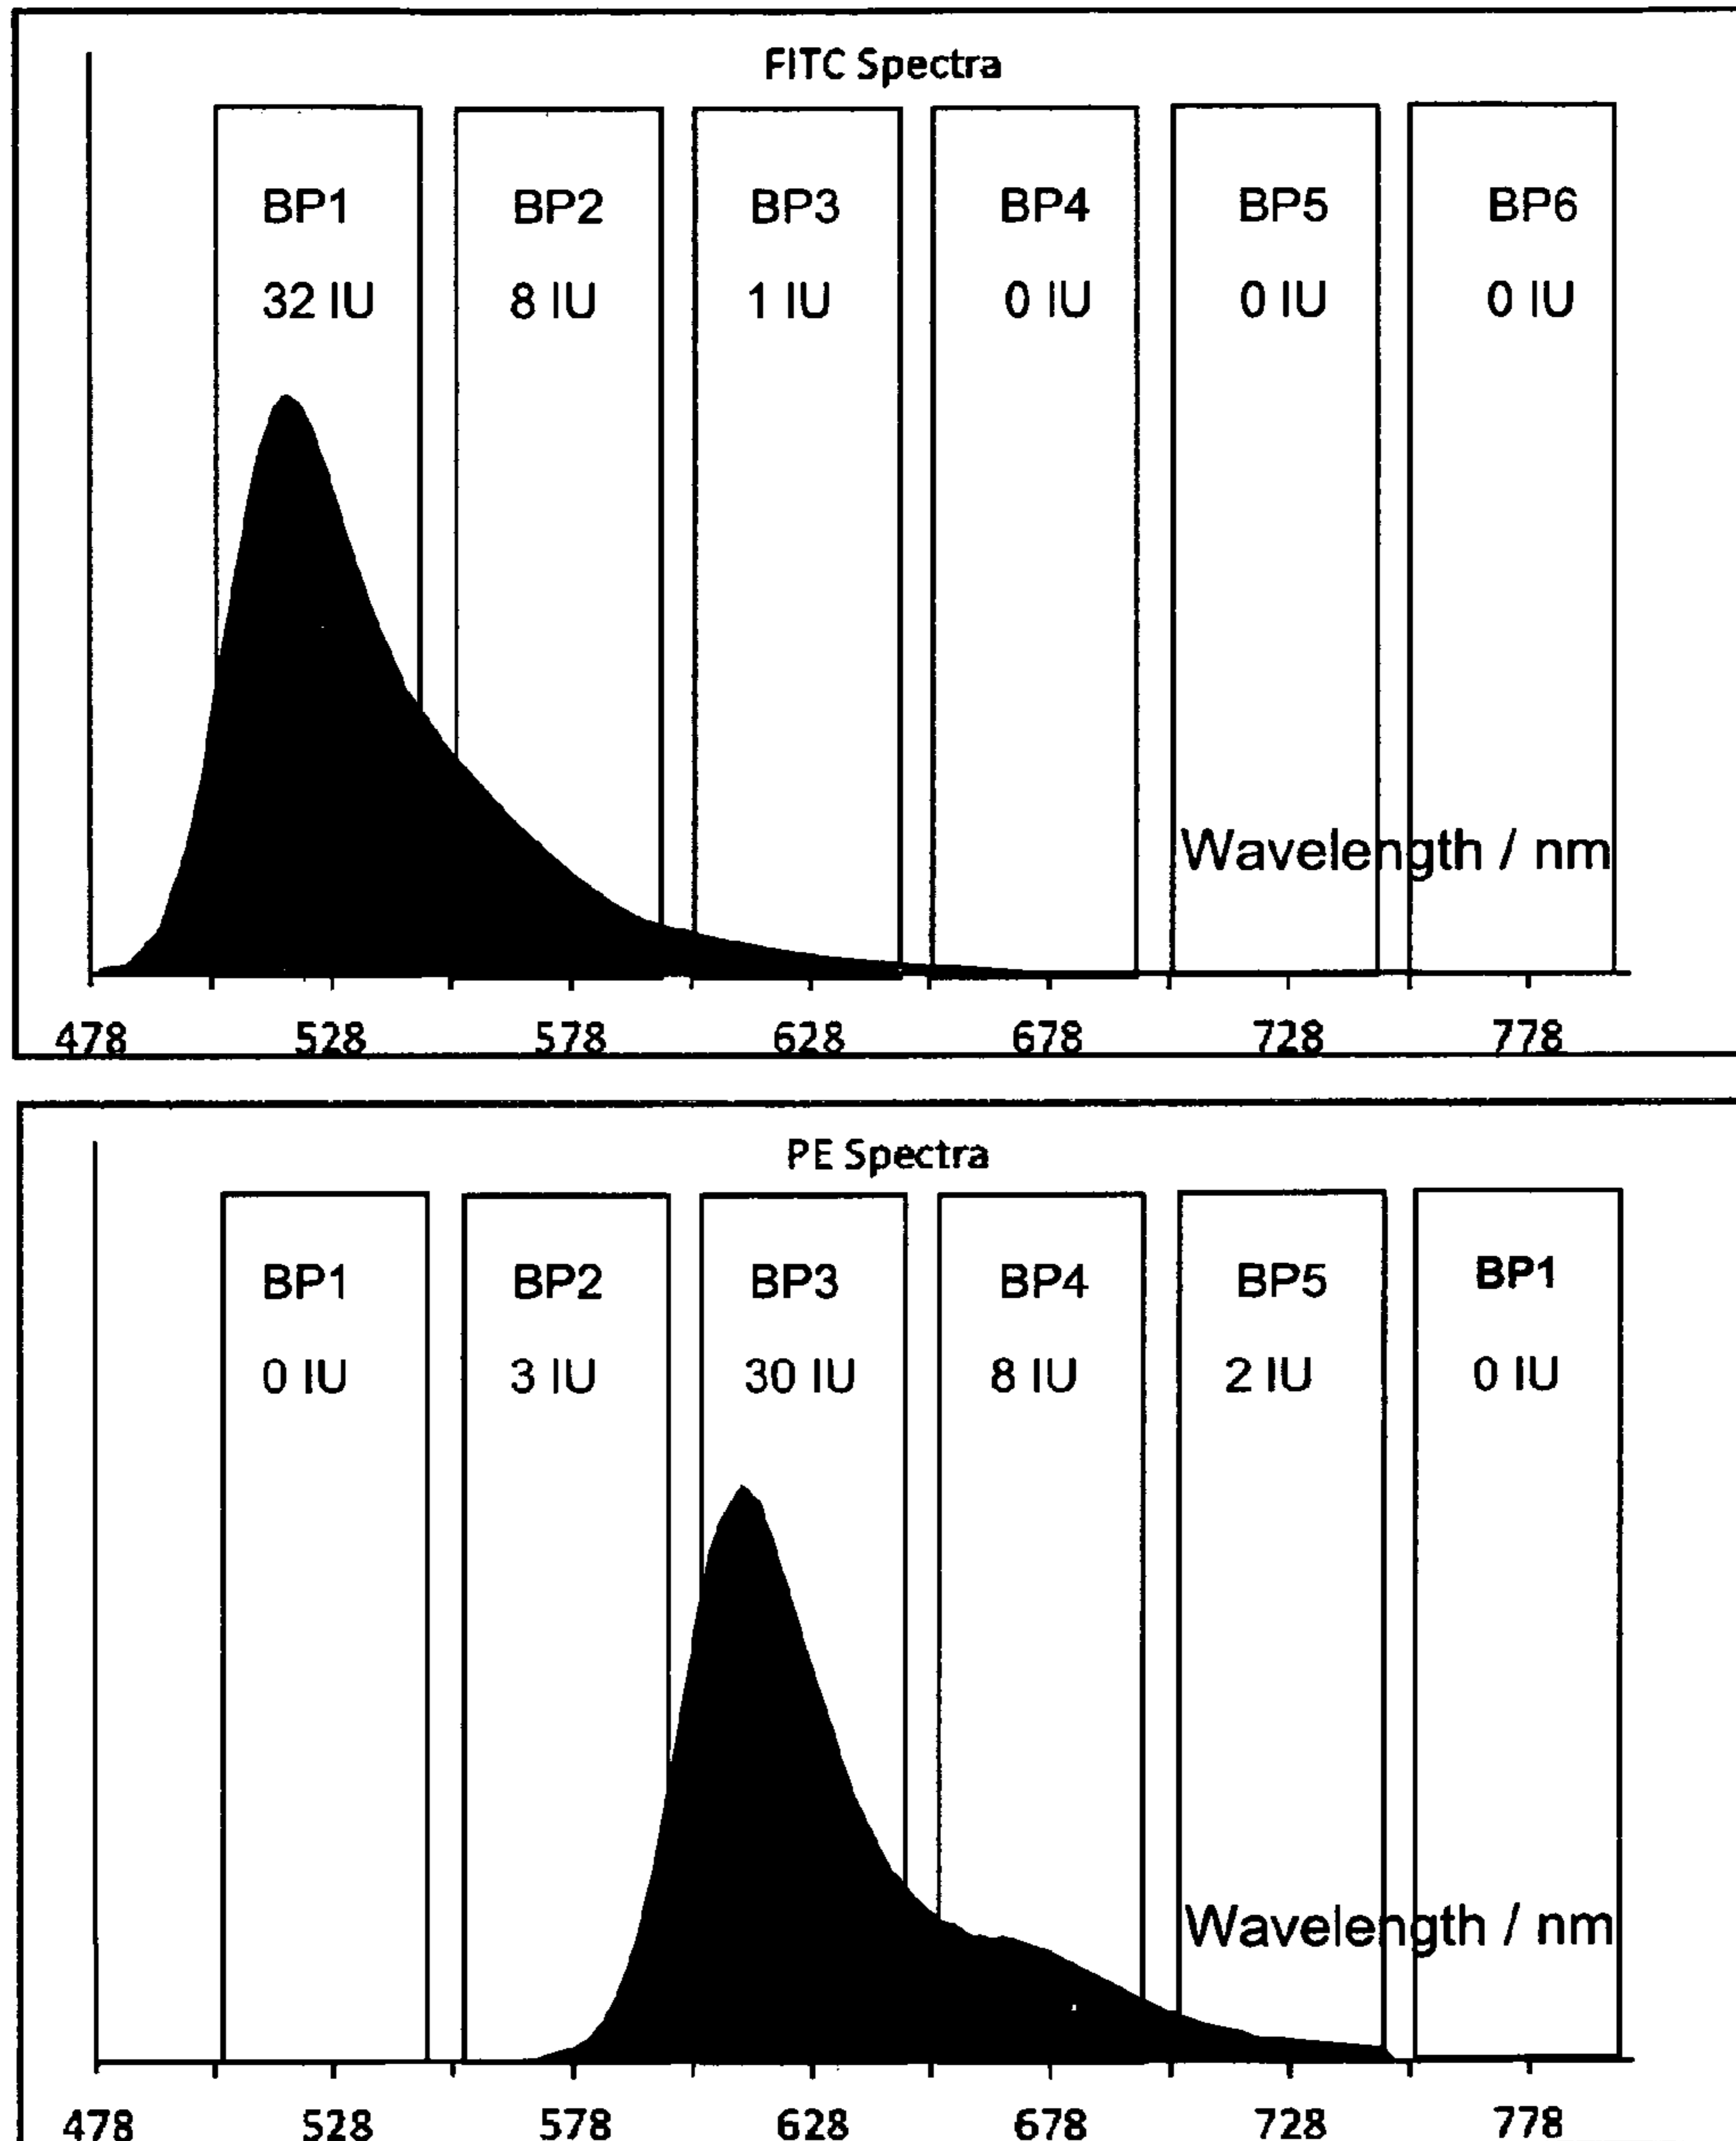 FITC Spectra
BP1 BP2 BP3 BP4 BP5 BP6
32 IU 8 IU 1 IU 0 IU 0 IU 0 IU
Wavelength / nm
478 528 578 628 678 728 778
PE Spectra
BP1 BP2 BP3 BP4 BP5 BP1
0 IU 3 IU 30 IU 8 IU 2 IU 0 IU
Wavelength / nm
478 528 578 628 678 728 778